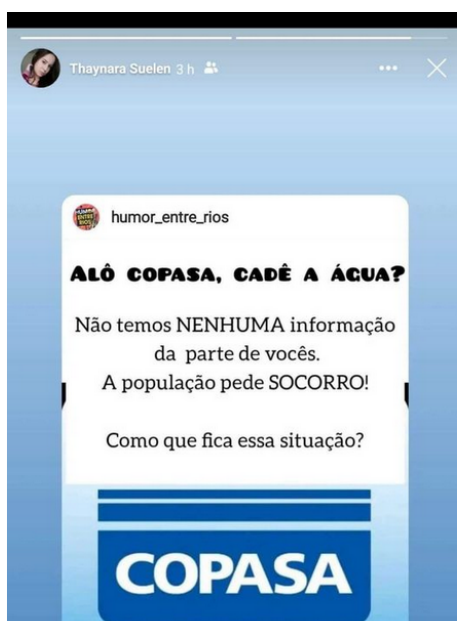 Thaynara Suelen 3 h
humor_entre_rios
ALÔ COPASA, CADÊ A ÁGUA?
Não temos NENHUMA informação
da parte de vocês.
A população pede SOCORRO!
Como que fica essa situação?
COPASA